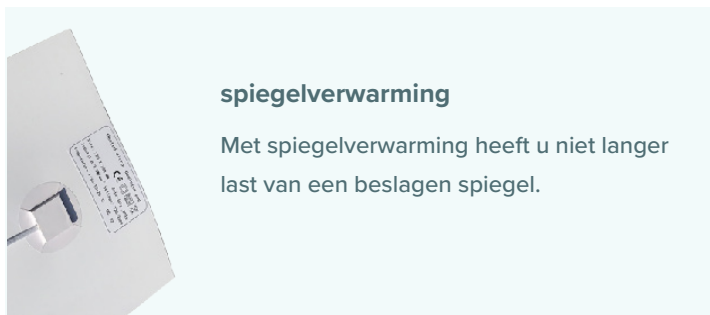 spiegelverwarming
Met spiegelverwarming heeft u niet langer
last van een beslagen spiegel.